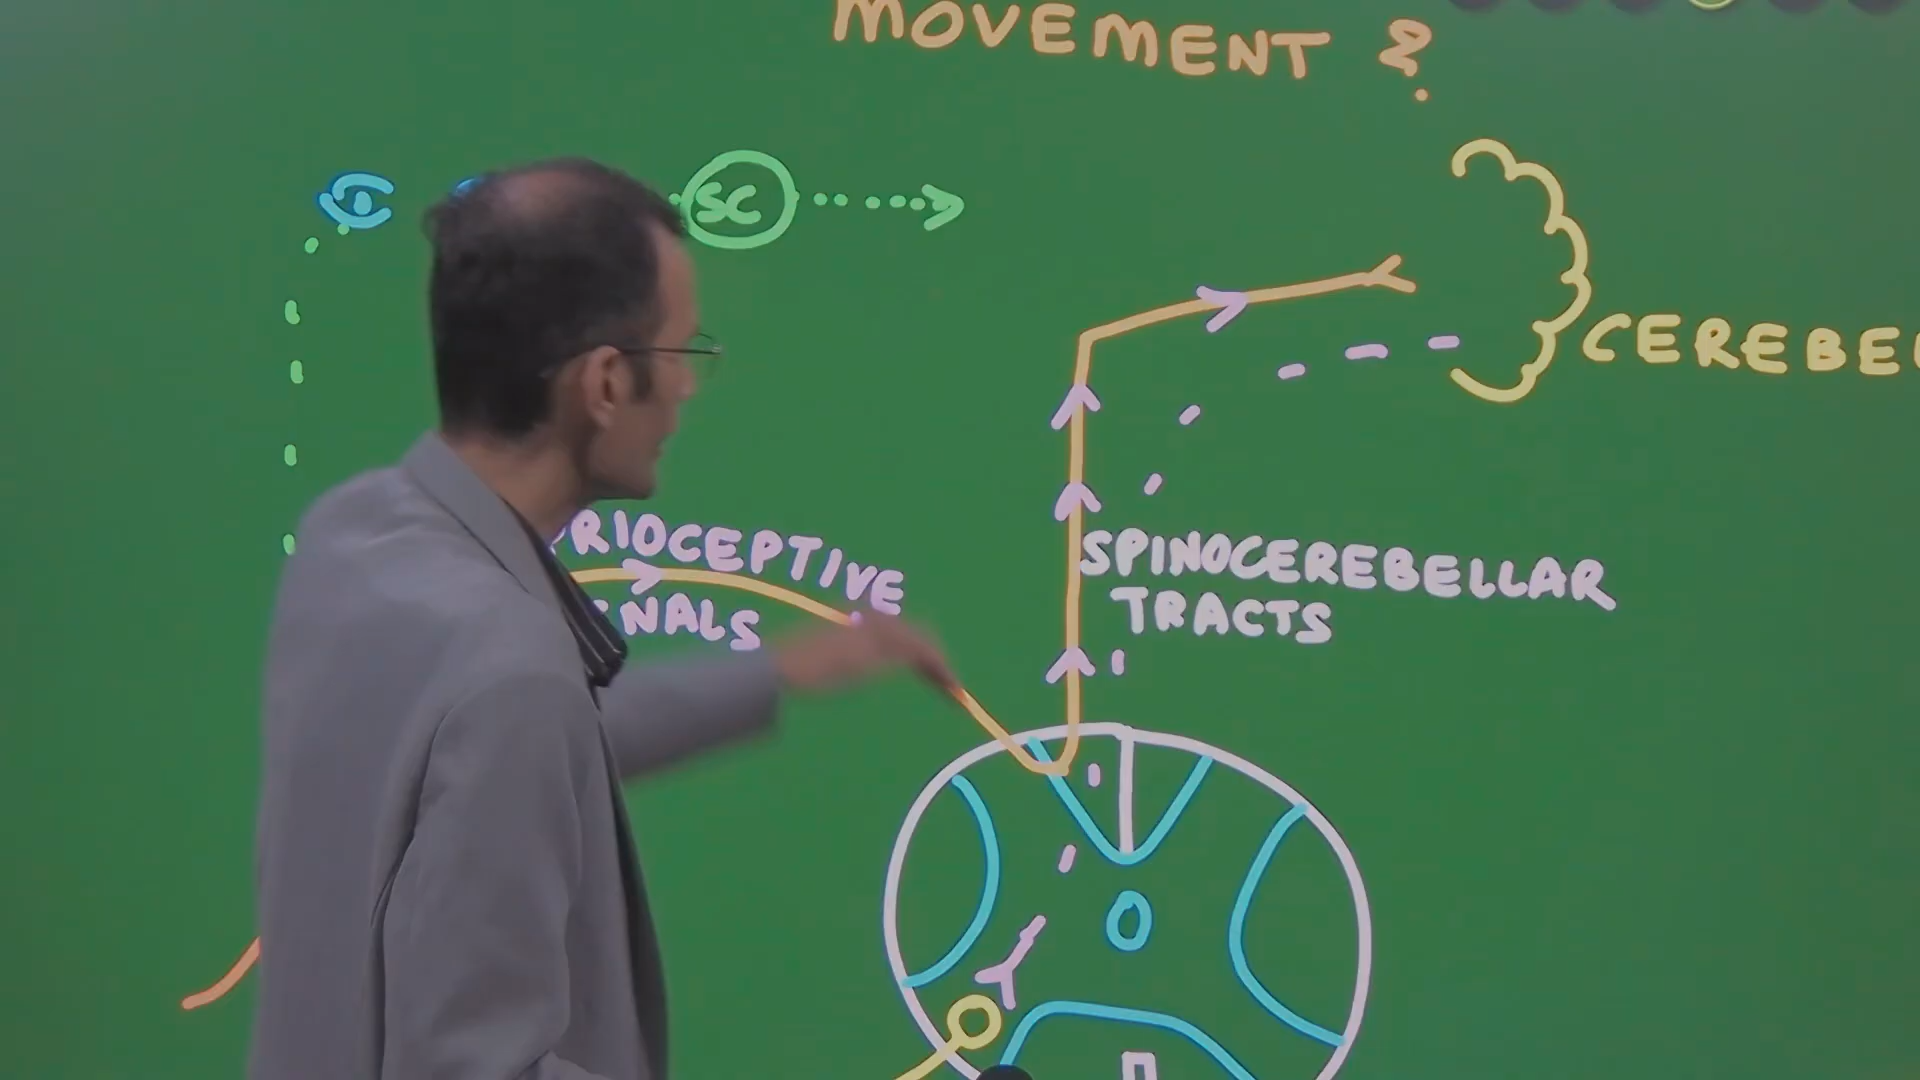 MOVEMENT ?
SC
CEREBE
RIOCEPTIVE
NALS
SPINOCEREBELLAR
TRACTS